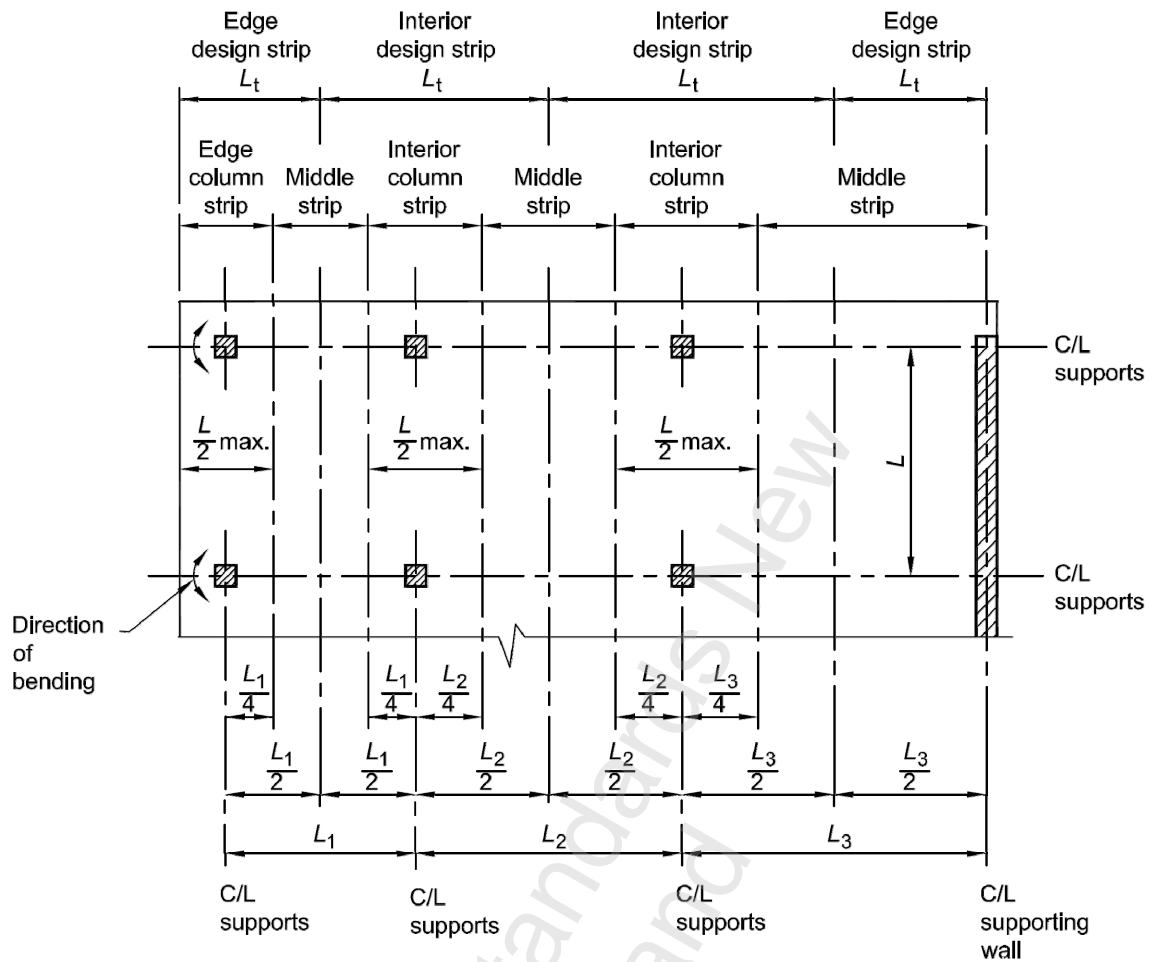 Edge
design strip
Lt
Interior
design strip
Lt
Interior
design strip
Lt
Edge
design strip
Lt
Edge
column
strip
Middle
strip
Interior
column
strip
Middle
strip
Interior
column
strip
Middle
strip
C/L
supports
L/2 max.
L/2 max.
L/2 max.
L
C/L
supports
Direction
of
bending
L1/4
L1/4
L2/4
L2/4
L3/4
L1/2
L1/2
L2/2
L2/2
L3/2
L3/2
L1
L2
L3
C/L
supports
C/L
supports
C/L
supports
C/L
supporting
wall
tandards New
and